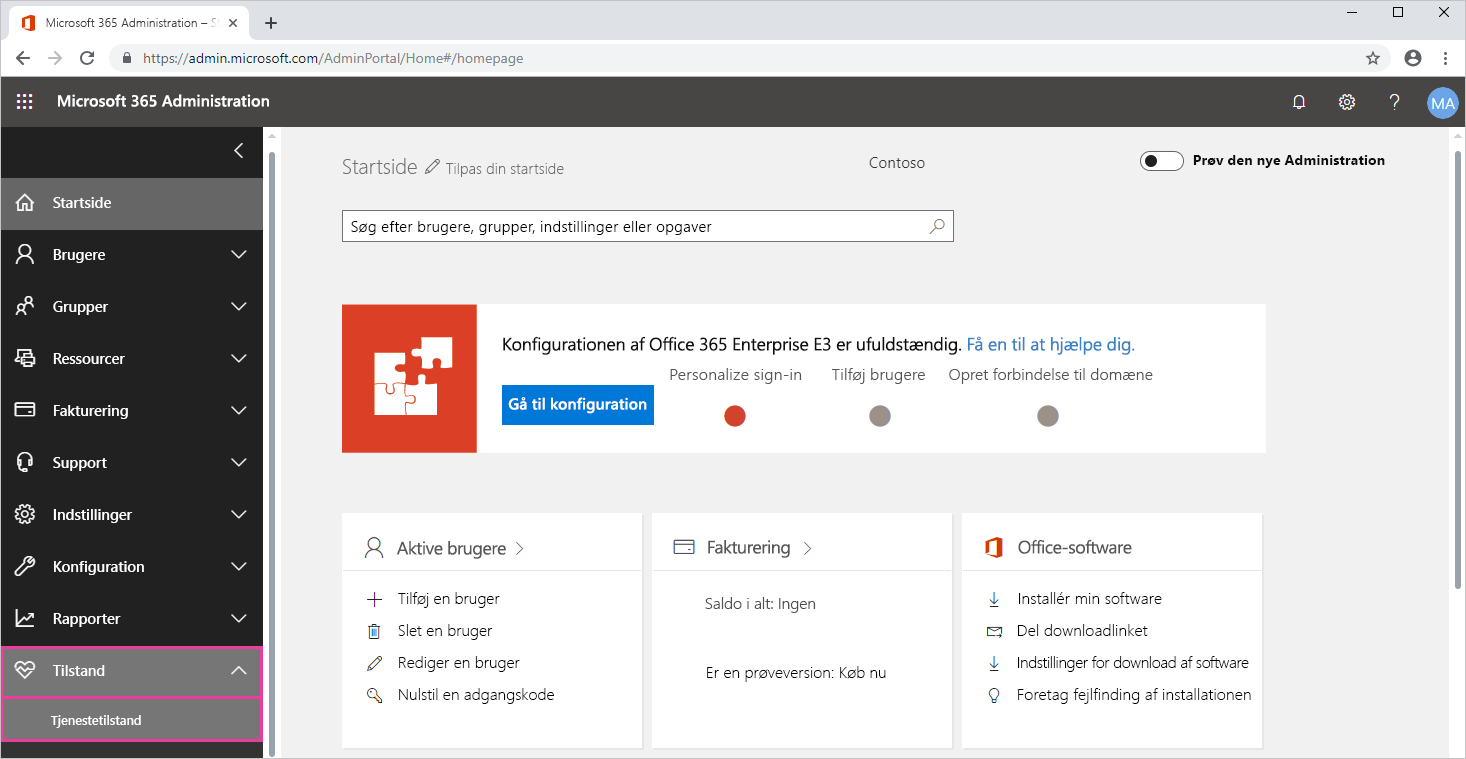 Microsoft 365 Administration – S
https://admin.microsoft.com/AdminPortal/Home#/homepage
Microsoft 365 Administration
MA
Startside
Brugere
Grupper
Ressourcer
Fakturering
Support
Indstillinger
Konfiguration
Rapporter
Tilstand
Tjenestetilstand
Startside Tilpas din startside
Contoso
Prøv den nye Administration
Søg efter brugere, grupper, indstillinger eller opgaver
Konfigurationen af Office 365 Enterprise E3 er ufuldstændig. Få en til at hjælpe dig.
Gå til konfiguration
Personalize sign-in
Tilføj brugere
Opret forbindelse til domæne
Aktive brugere
Tilføj en bruger
Slet en bruger
Rediger en bruger
Nulstil en adgangskode
Fakturering
Saldo i alt: Ingen
Er en prøveversion: Køb nu
Office-software
Installér min software
Del downloadlinket
Indstillinger for download af software
Foretag fejlfinding af installationen